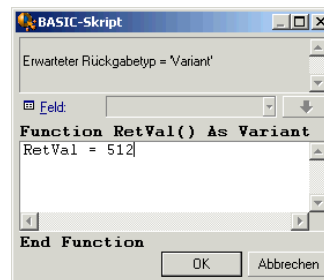 BASIC-Skript
Erwarteter Rückgabetyp = 'Variant'
Feld:
Function RetVal() As Variant
RetVal = 512
End Function
OK Abbrechen